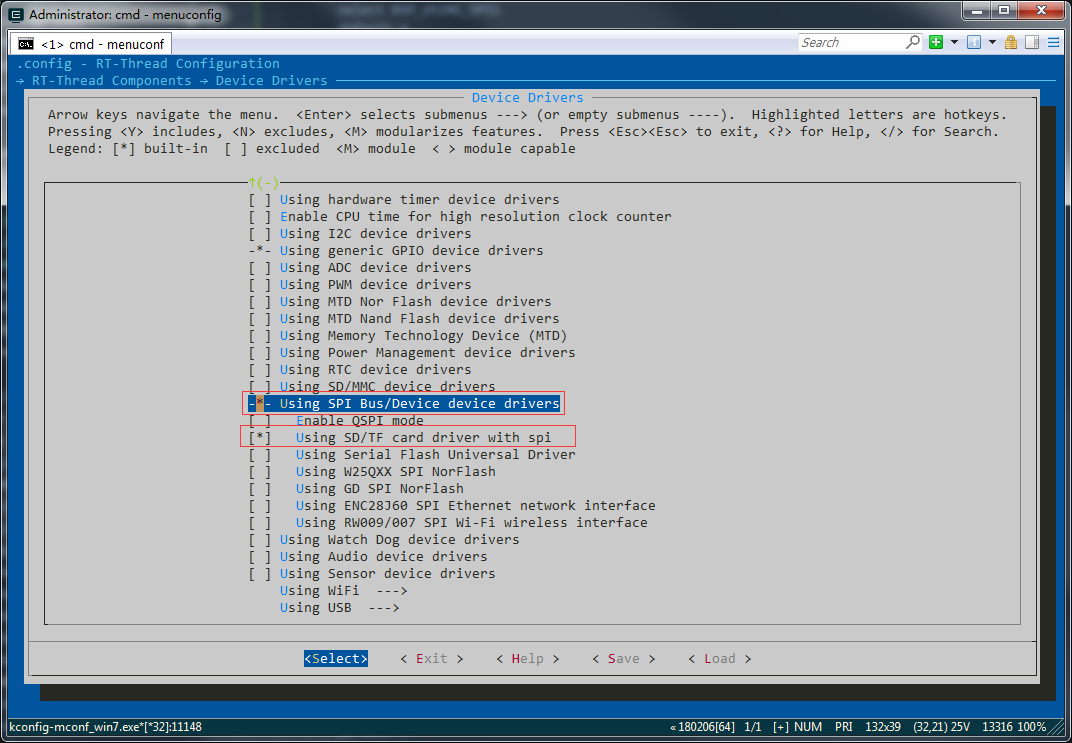 Administrator: cmd - menuconfig
<1> cmd - menuconf
Search
.config - RT-Thread Configuration
→ RT-Thread Components → Device Drivers
Device Drivers
Arrow keys navigate the menu.  <Enter> selects submenus ---> (or empty submenus ----).  Highlighted letters are hotkeys.
Pressing <Y> includes, <N> excludes, <M> modularizes features.  Press <Esc><Esc> to exit, <?> for Help, </> for Search.
Legend: [*] built-in  [ ] excluded  <M> module  < > module capable
↑(-)
[ ] Using hardware timer device drivers
[ ] Enable CPU time for high resolution clock counter
[ ] Using I2C device drivers
-*- Using generic GPIO device drivers
[ ] Using ADC device drivers
[ ] Using PWM device drivers
[ ] Using MTD Nor Flash device drivers
[ ] Using MTD Nand Flash device drivers
[ ] Using Memory Technology Device (MTD)
[ ] Using Power Management device drivers
[ ] Using RTC device drivers
[ ] Using SD/MMC device drivers
-*- Using SPI Bus/Device device drivers
[ ]   Enable QSPI mode
[*]   Using SD/TF card driver with spi
[ ]   Using Serial Flash Universal Driver
[ ]   Using W25QXX SPI NorFlash
[ ]   Using GD SPI NorFlash
[ ]   Using ENC28J60 SPI Ethernet network interface
[ ]   Using RW009/007 SPI Wi-Fi wireless interface
[ ] Using Watch Dog device drivers
[ ] Using Audio device drivers
[ ] Using Sensor device drivers
Using WiFi  --->
Using USB  --->
<Select>    < Exit >    < Help >    < Save >    < Load >
kconfig-mconf_win7.exe*[*32]:11148    « 180206[64]  1/1  [+] NUM  PRI  132x39  (32,21) 25V  13316 100%